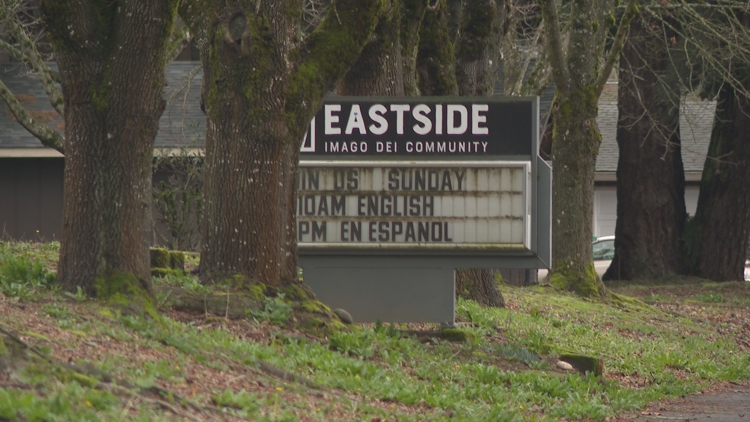 EASTSIDE
IMAGO DEI COMMUNITY
IN US SUNDAY
10AM ENGLISH
PM EN ESPANOL